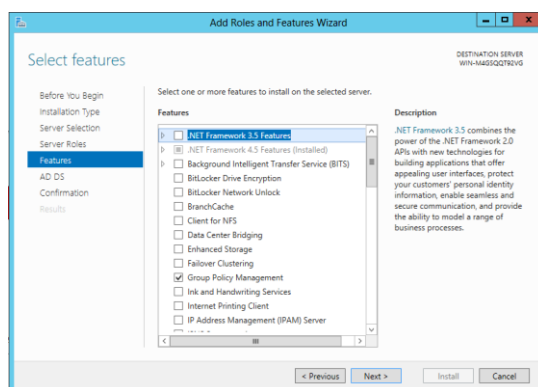 Add Roles and Features Wizard
Select features
DESTINATION SERVER
WIN-M4GSQQT92VG
Before You Begin
Installation Type
Server Selection
Server Roles
Features
AD DS
Confirmation
Results
Select one or more features to install on the selected server.
Features
.NET Framework 3.5 Features
.NET Framework 4.5 Features (Installed)
Background Intelligent Transfer Service (BITS)
BitLocker Drive Encryption
BitLocker Network Unlock
BranchCache
Client for NFS
Data Center Bridging
Enhanced Storage
Failover Clustering
Group Policy Management
Ink and Handwriting Services
Internet Printing Client
IP Address Management (IPAM) Server
Description
.NET Framework 3.5 combines the
power of the .NET Framework 2.0
APIs with new technologies for
building applications that offer
appealing user interfaces, protect
your customers' personal identity
information, enable seamless and
secure communication, and provide
the ability to model a range of
business processes.
< Previous
Next >
Install
Cancel